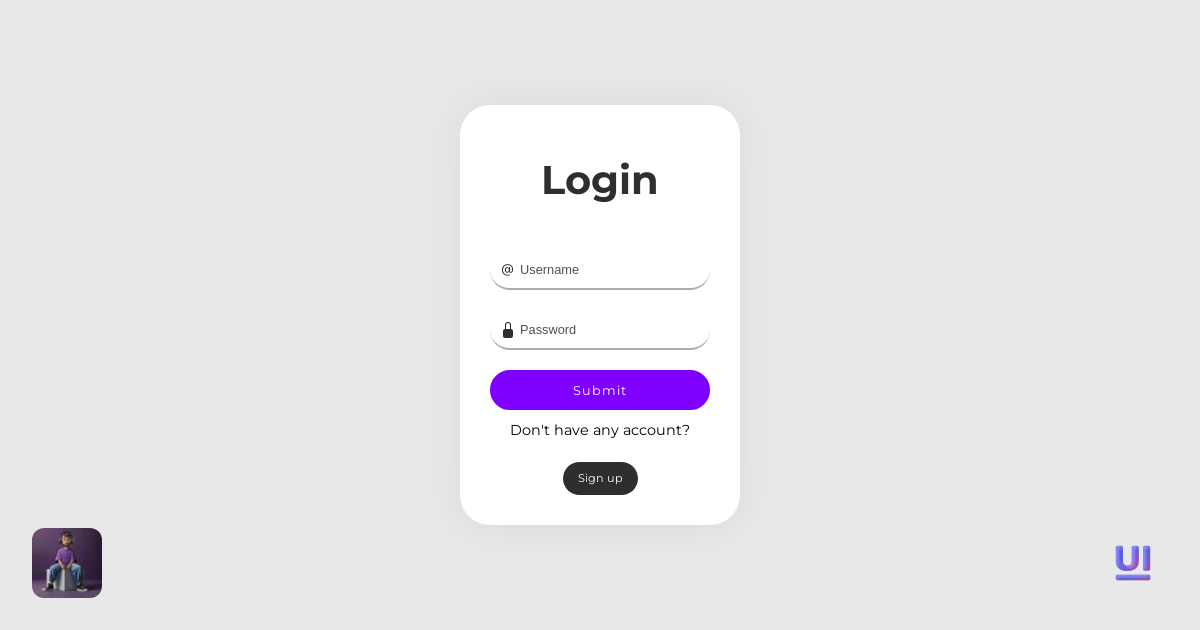 Login
@ Username
Password
Submit
Don't have any account?
Sign up
UI